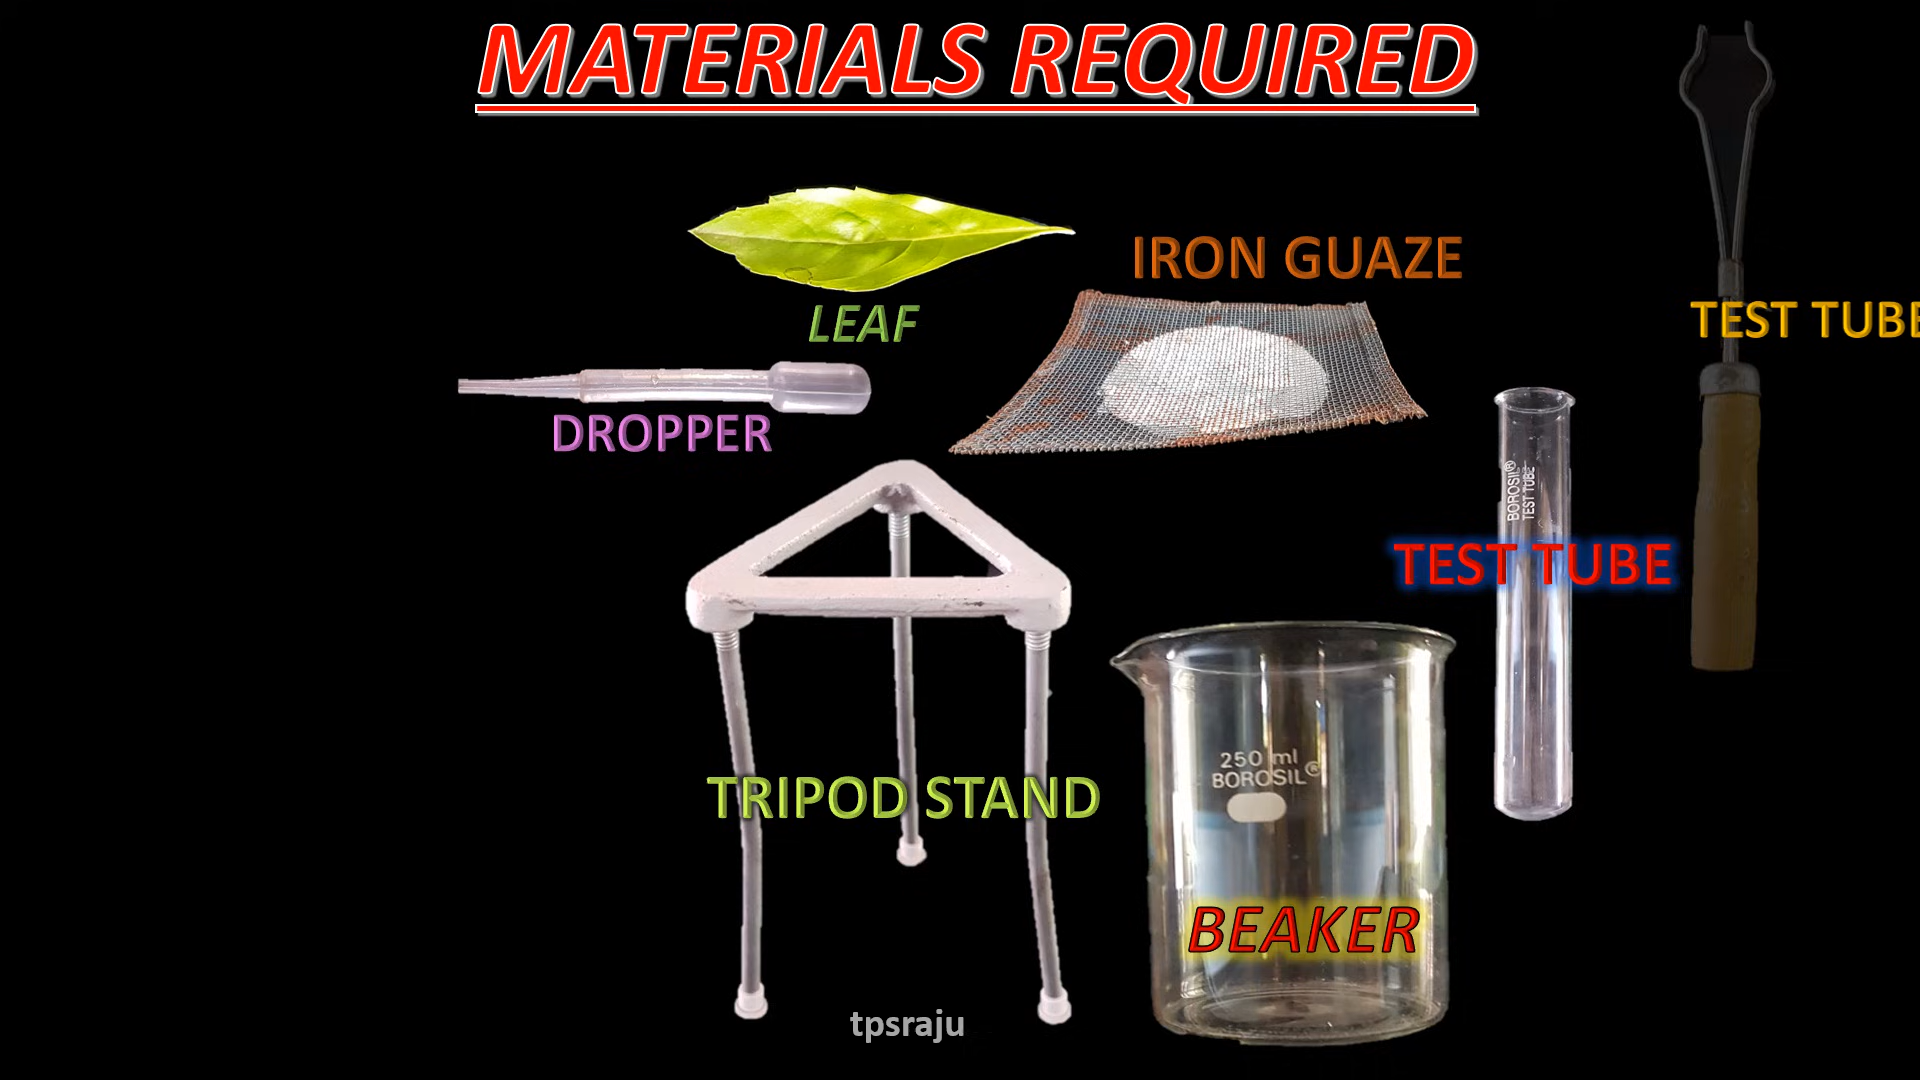 MATERIALS REQUIRED
LEAF
IRON GUAZE
TEST TUBE
DROPPER
BOROSIL®
TEST TUBE
TEST TUBE
250 ml
BOROSIL®
TRIPOD STAND
BEAKER
tpsraju